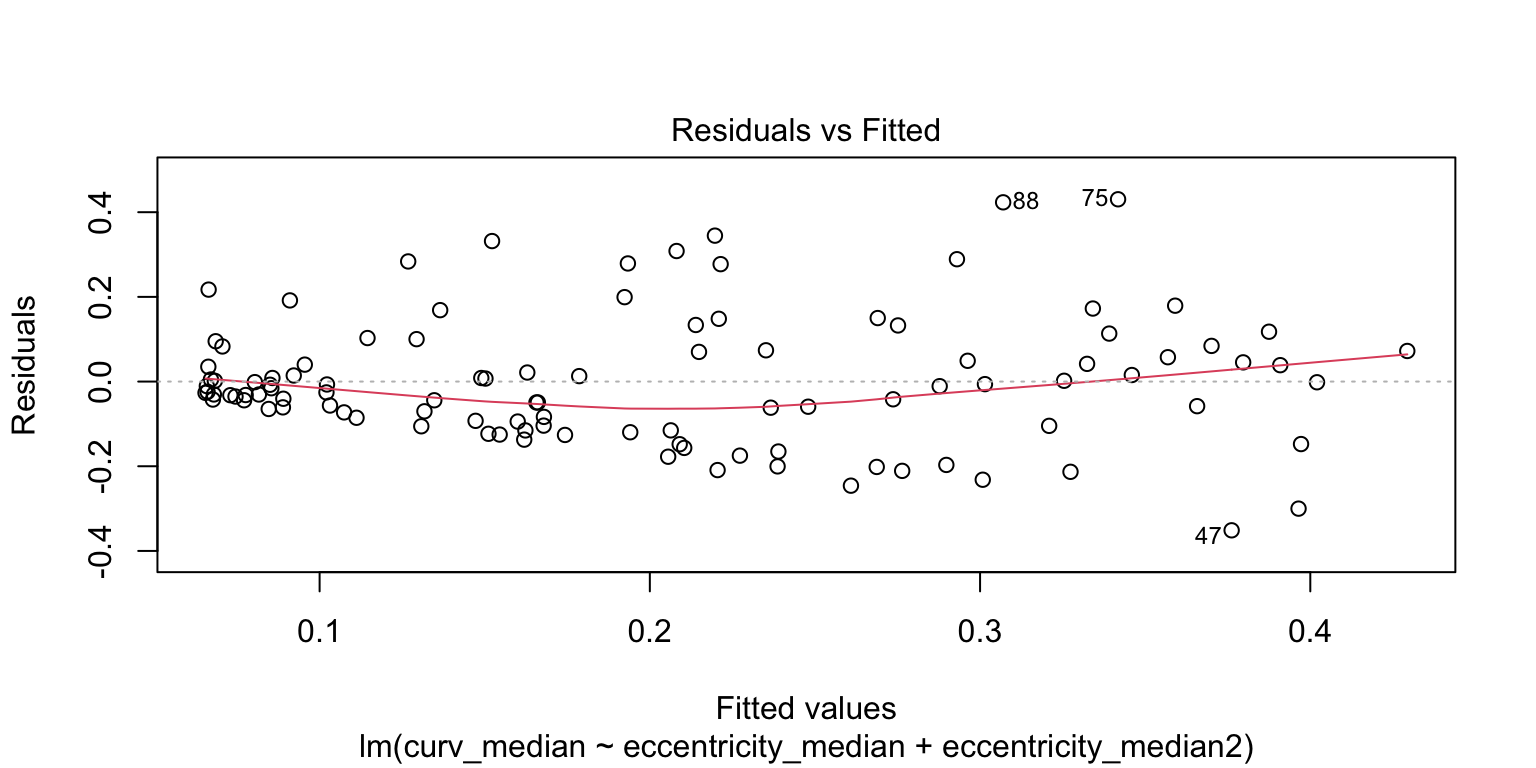 Residuals vs Fitted
Residuals
0.4
0.2
0.0
-0.2
-0.4
88
75
47
0.1 0.2 0.3 0.4
Fitted values
lm(curv_median ~ eccentricity_median + eccentricity_median2)